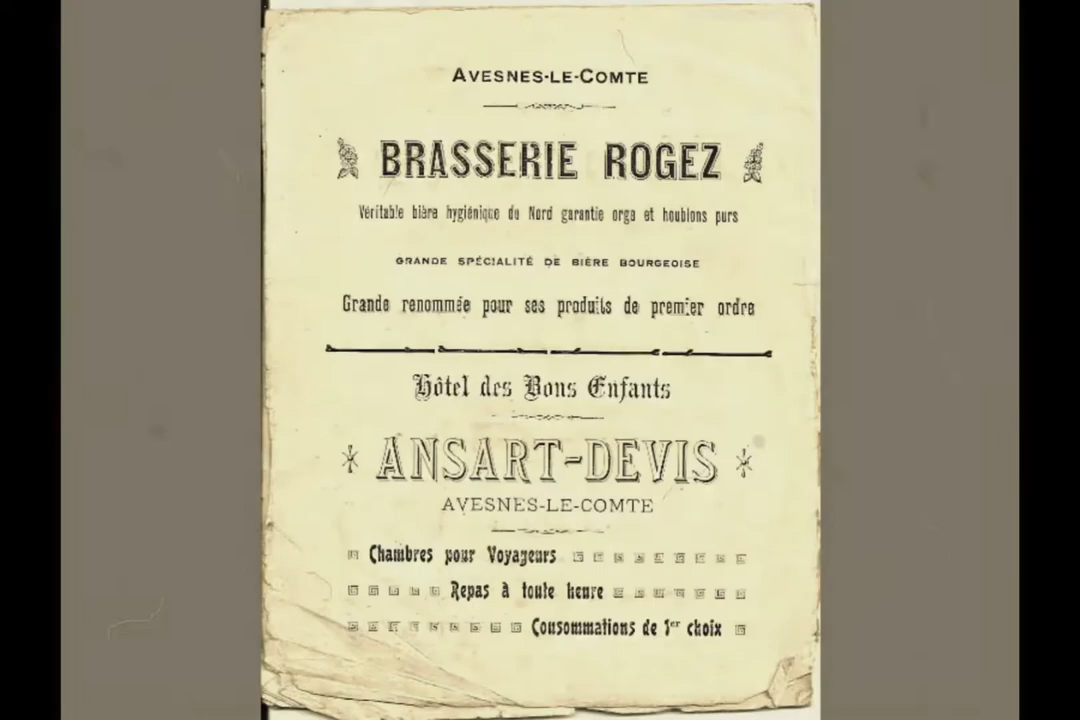 AVESNES-LE-COMTE
BRASSERIE ROGEZ
Véritable bière hygiénique du Nord garantie orge et houblons purs
GRANDE SPÉCIALITÉ DE BIÈRE BOURGEOISE
Grande renommée pour ses produits de premier ordre
Hôtel des Bons Enfants
ANSART-DEVIS
AVESNES-LE-COMTE
Chambres pour Voyageurs
Repas à toute heure
Consommations de 1er choix